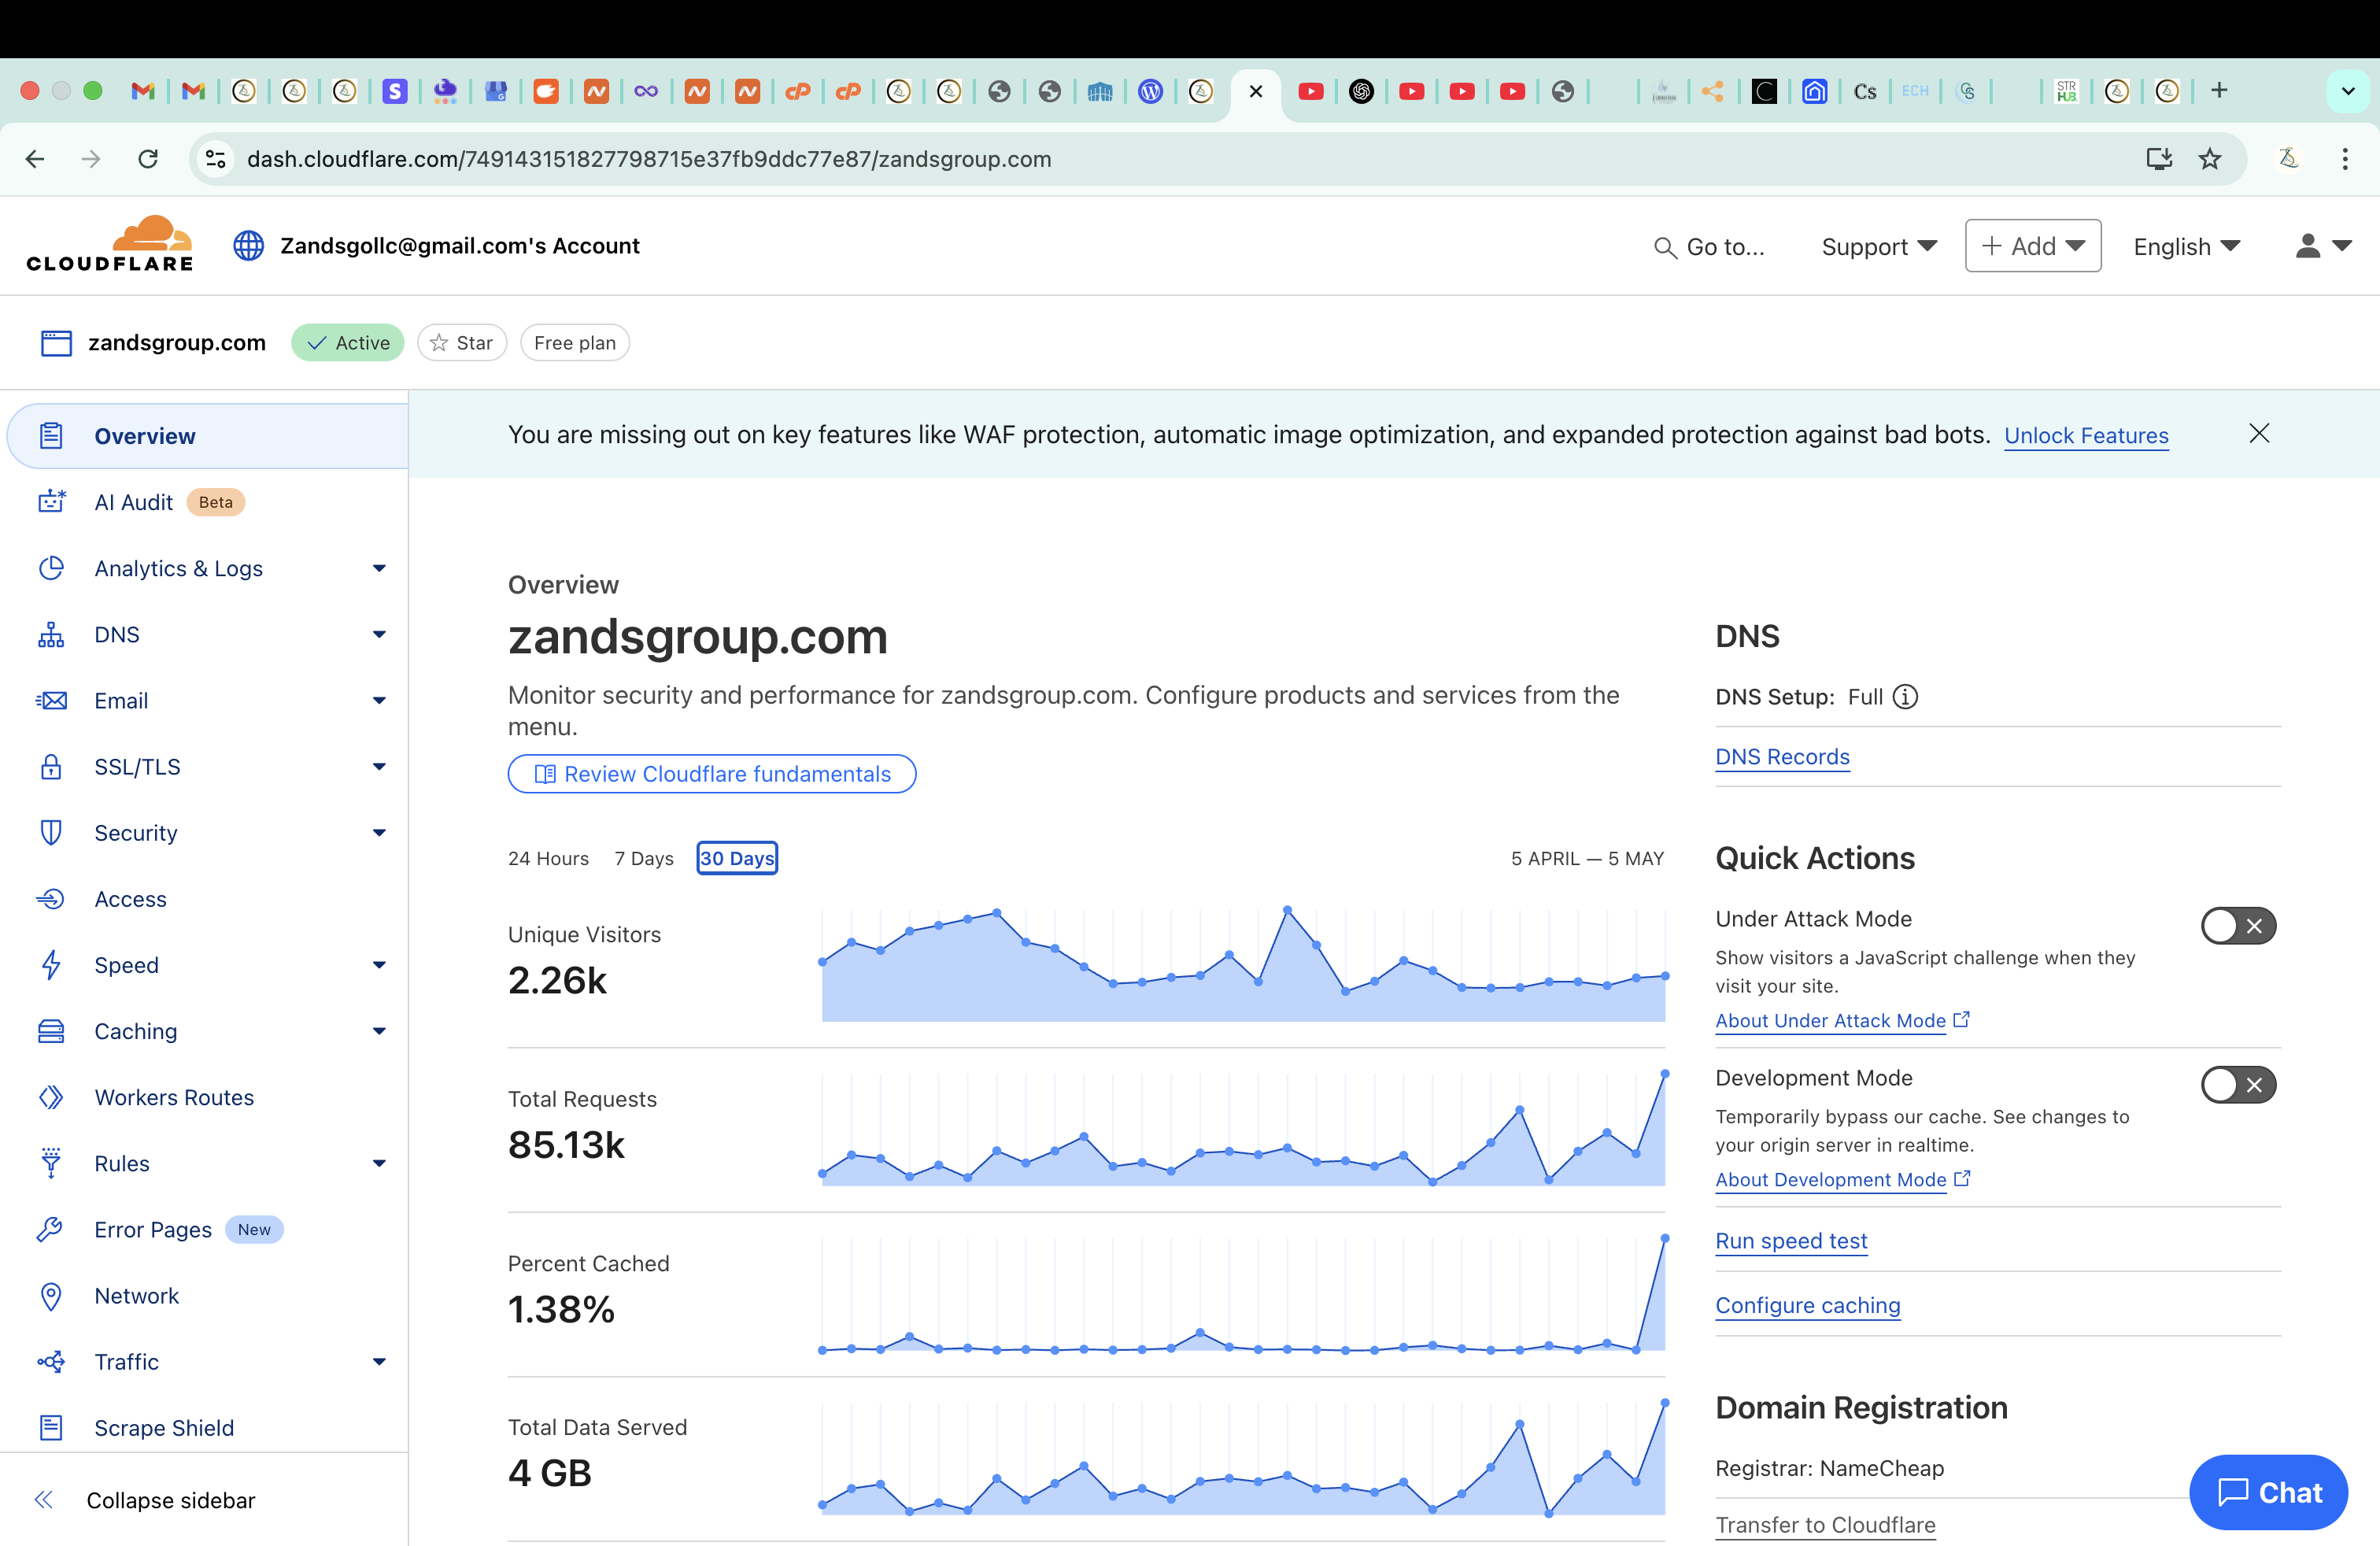 S
G
CP
CP
W
C
Cs
ECH
STR
HUB
dash.cloudflare.com/749143151827798715e37fb9ddc77e87/zandsgroup.com
CLOUDFLARE
Zandsgollc@gmail.com's Account
Go to...
Support
+ Add
English
zandsgroup.com
Active
Star
Free plan
Overview
AI Audit Beta
Analytics & Logs
DNS
Email
SSL/TLS
Security
Access
Speed
Caching
Workers Routes
Rules
Error Pages New
Network
Traffic
Scrape Shield
Collapse sidebar
You are missing out on key features like WAF protection, automatic image optimization, and expanded protection against bad bots. Unlock Features
Overview
zandsgroup.com
Monitor security and performance for zandsgroup.com. Configure products and services from the
menu.
Review Cloudflare fundamentals
24 Hours 7 Days 30 Days
5 APRIL — 5 MAY
Unique Visitors
2.26k
Total Requests
85.13k
Percent Cached
1.38%
Total Data Served
4 GB
DNS
DNS Setup: Full
DNS Records
Quick Actions
Under Attack Mode
Show visitors a JavaScript challenge when they
visit your site.
About Under Attack Mode
Development Mode
Temporarily bypass our cache. See changes to
your origin server in realtime.
About Development Mode
Run speed test
Configure caching
Domain Registration
Registrar: NameCheap
Transfer to Cloudflare
Chat